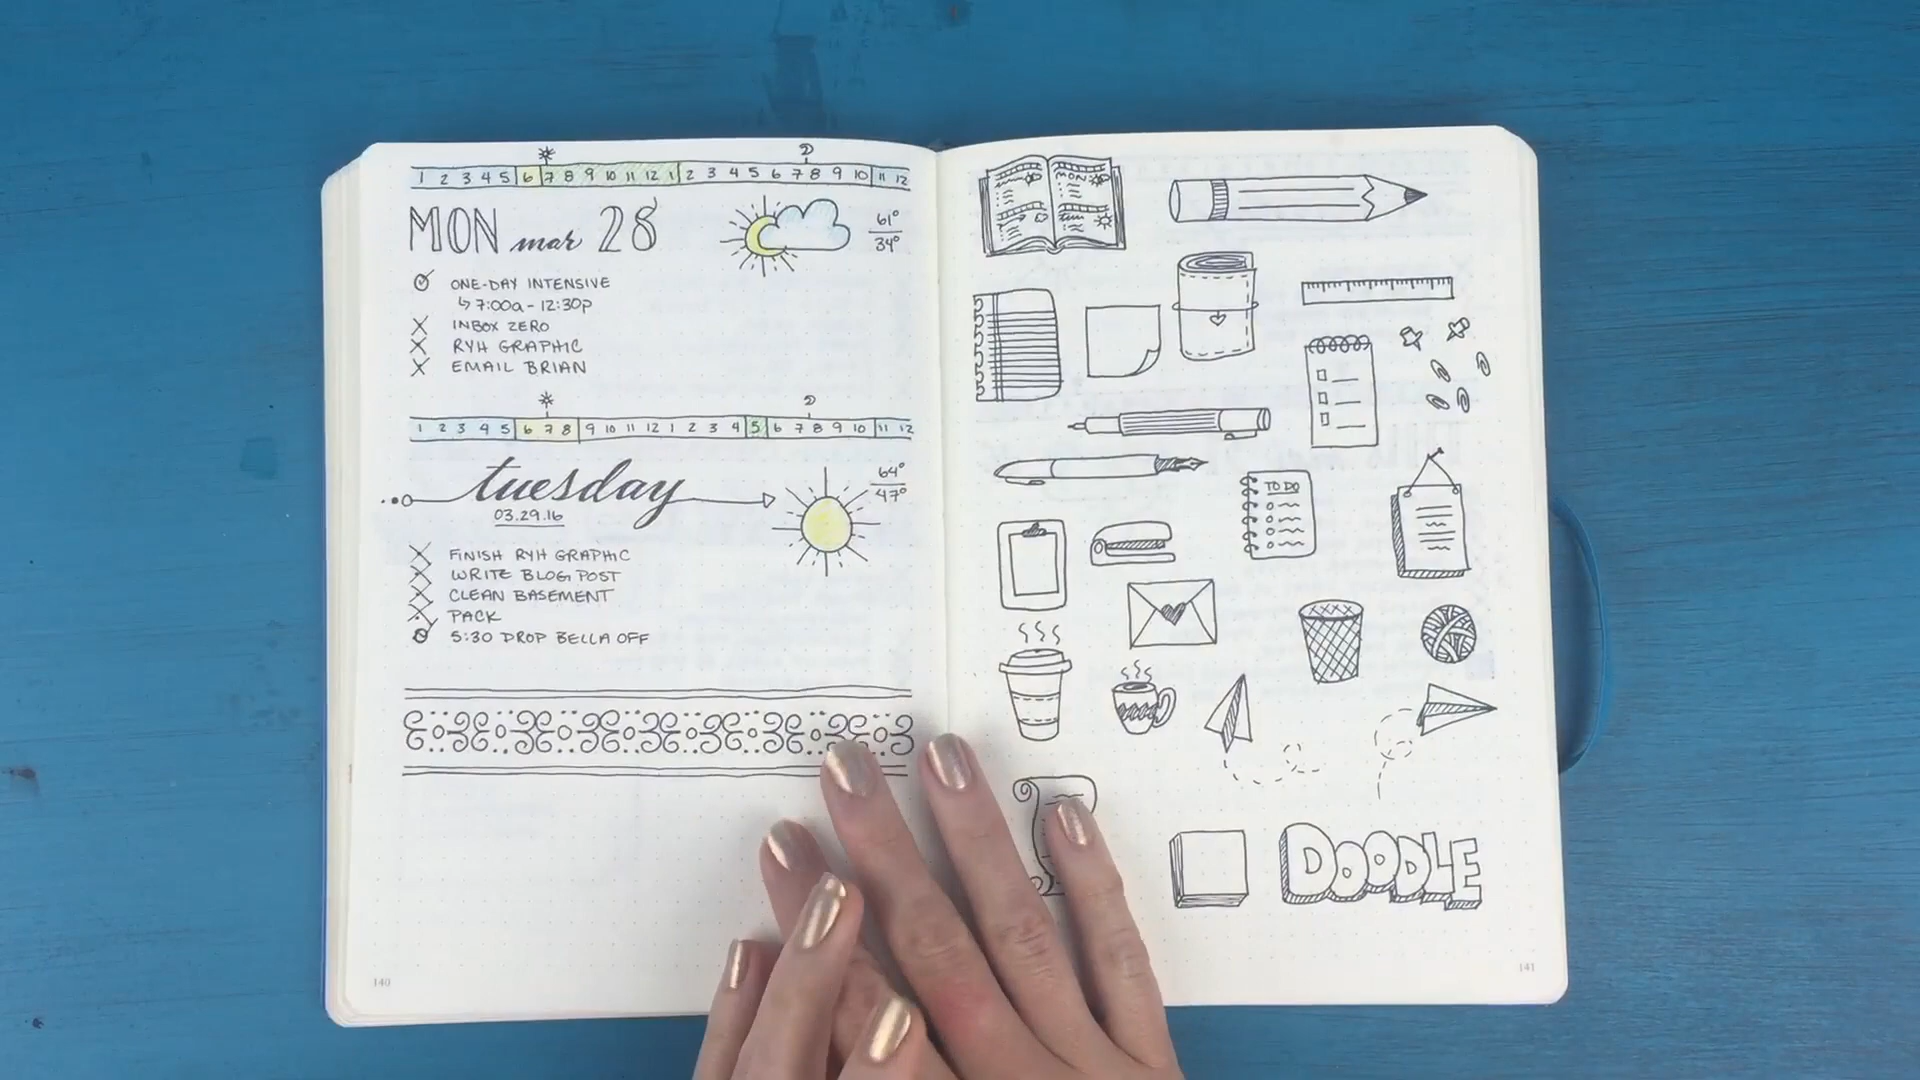 1 2 3 4 5 6 7 8 9 10 11 12 1 2 3 4 5 6 7 8 9 10 11 12
MON mar 28
61°
34°
ONE-DAY INTENSIVE
↳ 7:00a - 12:30p
INBOX ZERO
RYH GRAPHIC
EMAIL BRIAN
1 2 3 4 5 6 7 8 9 10 11 12 1 2 3 4 5 6 7 8 9 10 11 12
tuesday
03.29.16
64°
47°
FINISH RYH GRAPHIC
WRITE BLOG POST
CLEAN BASEMENT
PACK
5:30 DROP BELLA OFF
140
MON
TO DO
DOODLE
141